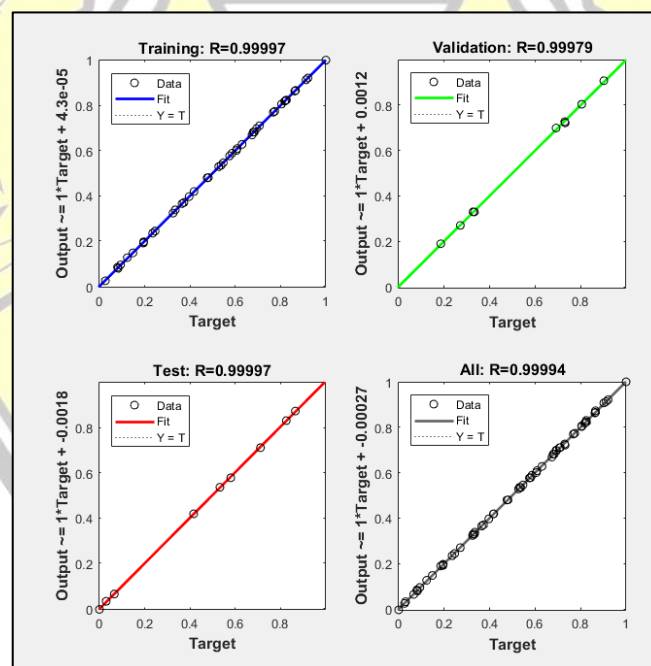 Training: R=0.99997
Output ~= 1*Target + 4.3e-05
Data
Fit
Y = T
1
0.8
0.6
0.4
0.2
0
0 0.2 0.4 0.6 0.8 1
Target
Validation: R=0.99979
Output ~= 1*Target + 0.0012
Data
Fit
Y = T
0.8
0.6
0.4
0.2
0
0 0.2 0.4 0.6 0.8
Target
Test: R=0.99997
Output ~= 1*Target + -0.0018
Data
Fit
Y = T
0.8
0.6
0.4
0.2
0
0 0.2 0.4 0.6 0.8
Target
All: R=0.99994
Output ~= 1*Target + -0.00027
Data
Fit
Y = T
1
0.8
0.6
0.4
0.2
0
0 0.2 0.4 0.6 0.8 1
Target